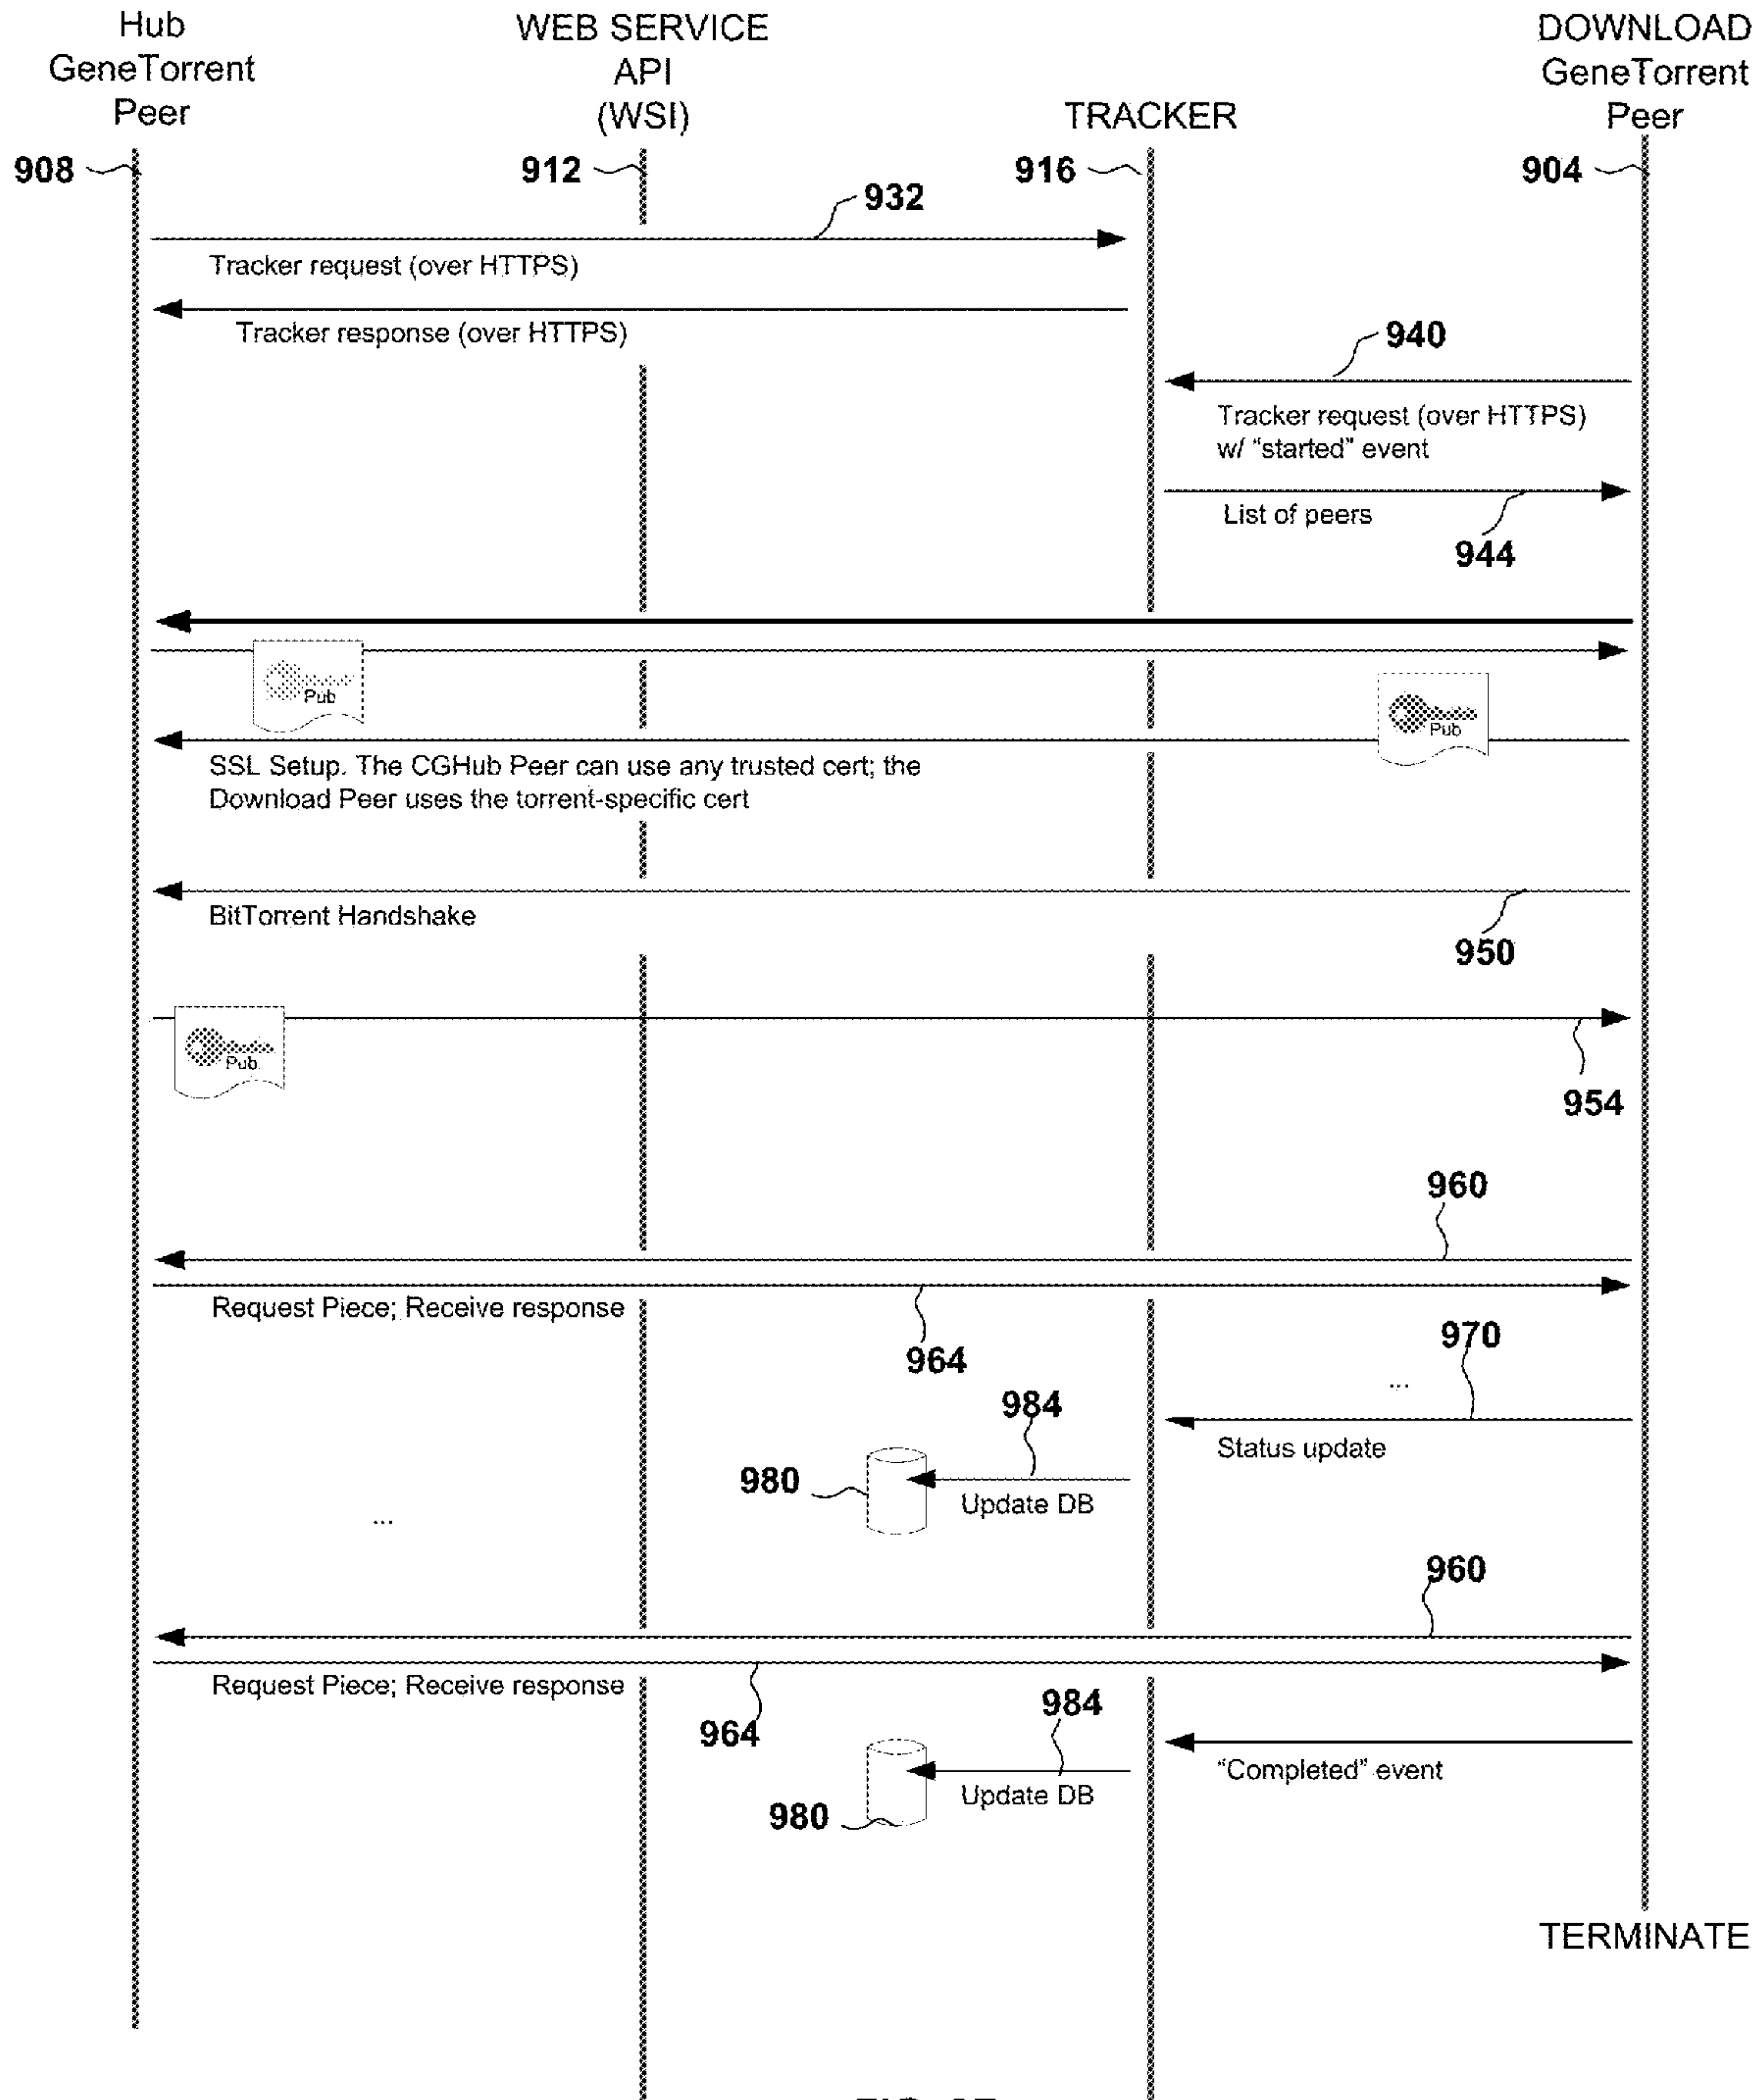 Hub
GeneTorrent
Peer
WEB SERVICE
API
(WSI)
TRACKER
DOWNLOAD
GeneTorrent
Peer
908
912
916
904
932
Tracker request (over HTTPS)
Tracker response (over HTTPS)
940
Tracker request (over HTTPS)
w/ "started" event
List of peers
944
Pub
Pub
SSL Setup. The CGHub Peer can use any trusted cert; the
Download Peer uses the torrent-specific cert
BitTorrent Handshake
950
Pub
954
960
Request Piece; Receive response
964
970
...
984
Status update
980
Update DB
...
960
Request Piece; Receive response
964
984
"Completed" event
Update DB
980
TERMINATE